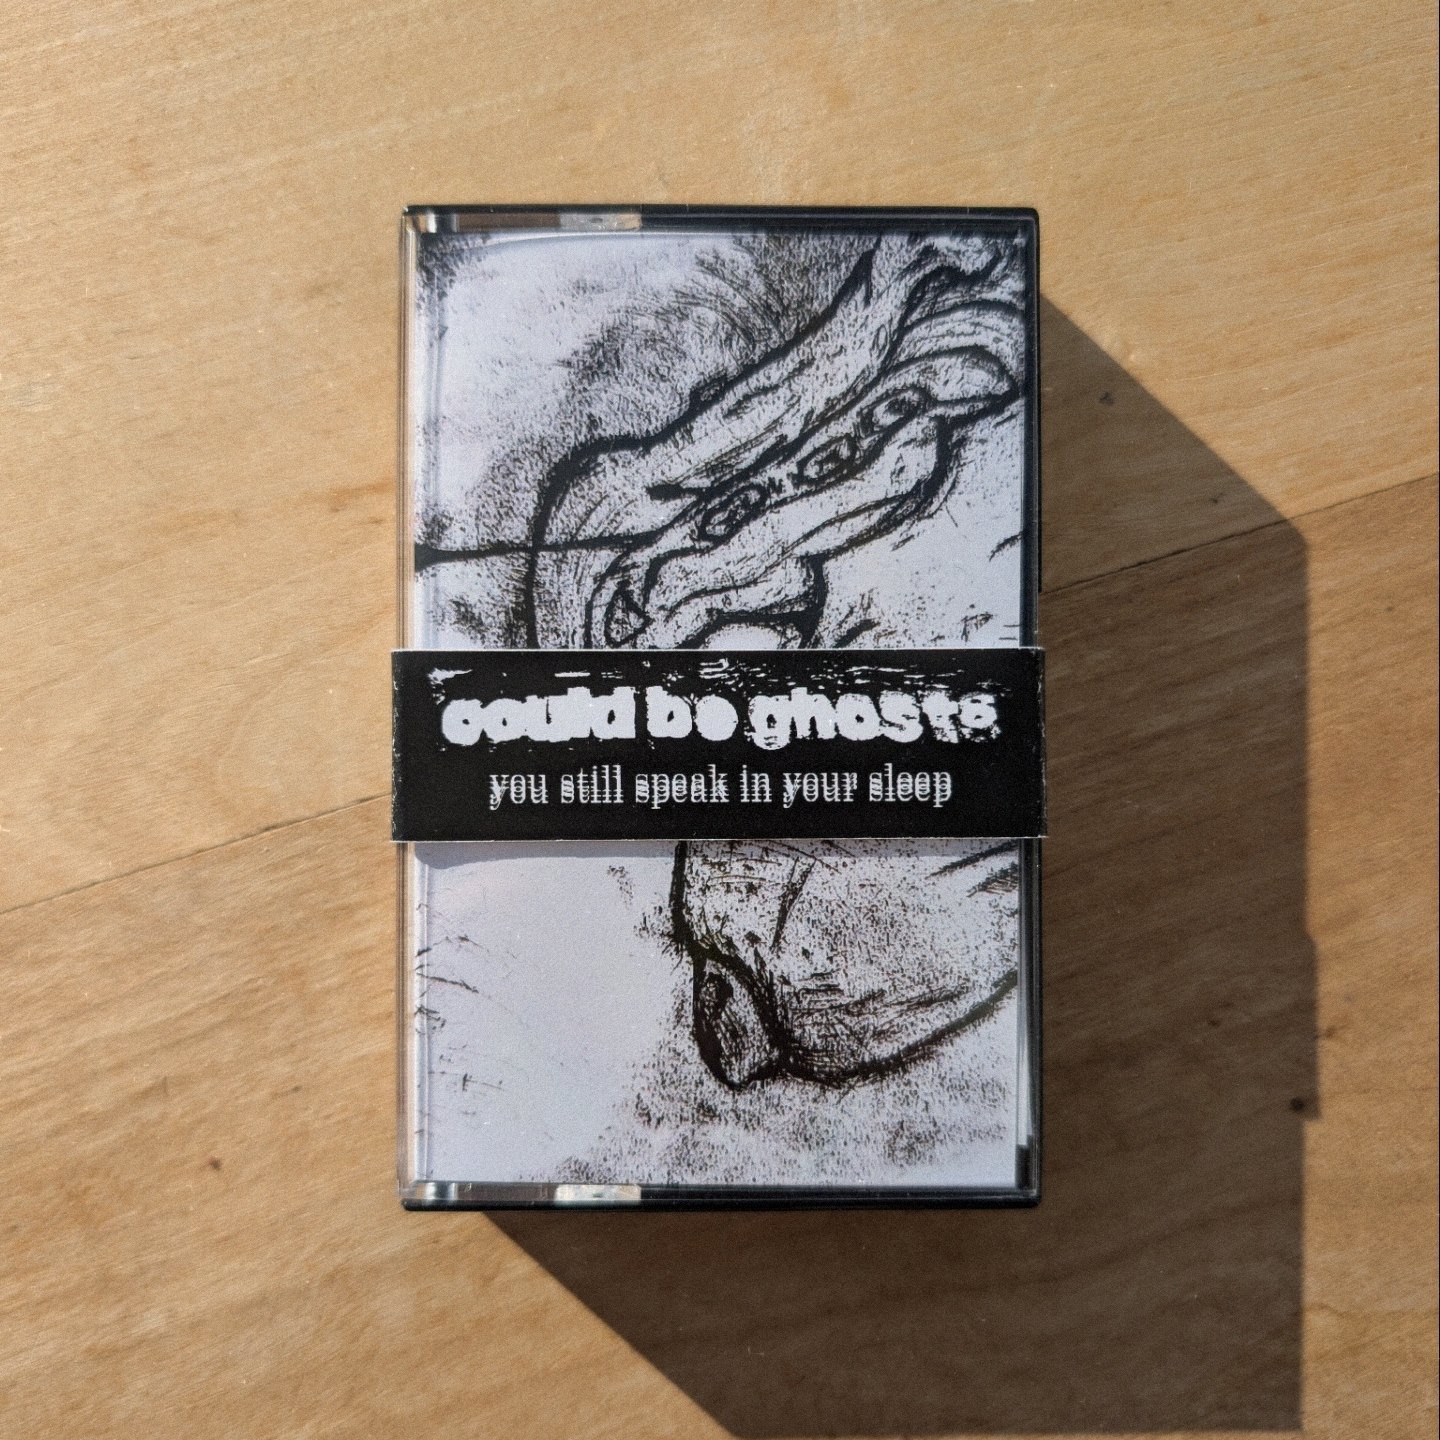 could be ghosts
you still speak in your sleep